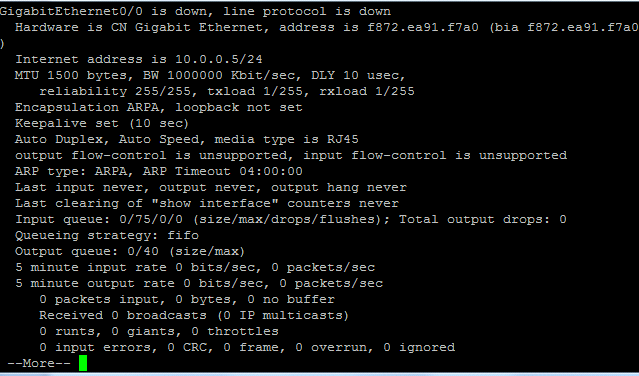 GigabitEthernet0/0 is down, line protocol is down
Hardware is CN Gigabit Ethernet, address is f872.ea91.f7a0 (bia f872.ea91.f7a0
)
Internet address is 10.0.0.5/24
MTU 1500 bytes, BW 1000000 Kbit/sec, DLY 10 usec,
reliability 255/255, txload 1/255, rxload 1/255
Encapsulation ARPA, loopback not set
Keepalive set (10 sec)
Auto Duplex, Auto Speed, media type is RJ45
output flow-control is unsupported, input flow-control is unsupported
ARP type: ARPA, ARP Timeout 04:00:00
Last input never, output never, output hang never
Last clearing of "show interface" counters never
Input queue: 0/75/0/0 (size/max/drops/flushes); Total output drops: 0
Queueing strategy: fifo
Output queue: 0/40 (size/max)
5 minute input rate 0 bits/sec, 0 packets/sec
5 minute output rate 0 bits/sec, 0 packets/sec
0 packets input, 0 bytes, 0 no buffer
Received 0 broadcasts (0 IP multicasts)
0 runts, 0 giants, 0 throttles
0 input errors, 0 CRC, 0 frame, 0 overrun, 0 ignored
--More--